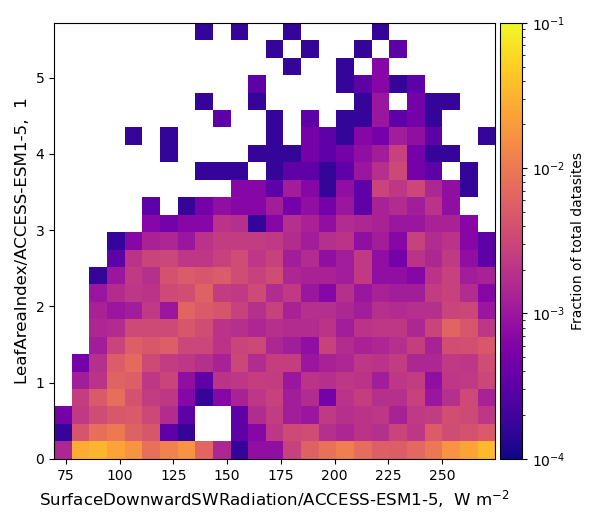 LeafAreaIndex/ACCESS-ESM1-5, 1
5
4
3
2
1
0
75 100 125 150 175 200 225 250
SurfaceDownwardSWRadiation/ACCESS-ESM1-5, W m⁻²
10⁻¹
10⁻²
10⁻³
10⁻⁴
Fraction of total datasites